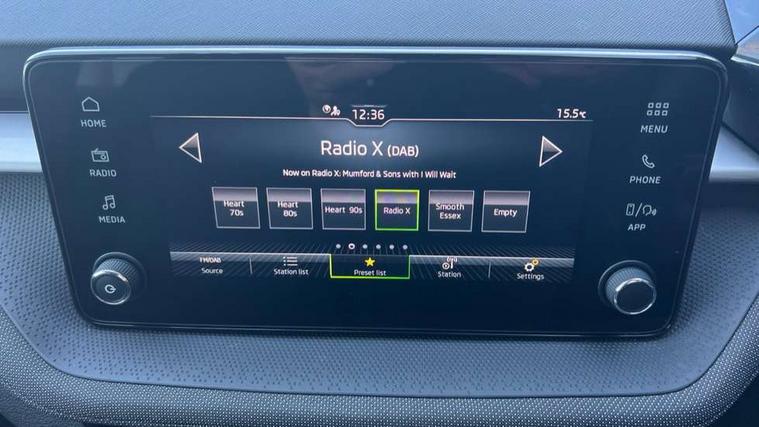 HOME
RADIO
MEDIA
12:36
15.5°C
Radio X (DAB)
Now on Radio X: Mumford & Sons with I Will Wait
Heart 70s
Heart 80s
Heart 90s
Radio X
Smooth Essex
Empty
FM/DAB
Source
Station list
Preset list
Station
Settings
MENU
PHONE
APP